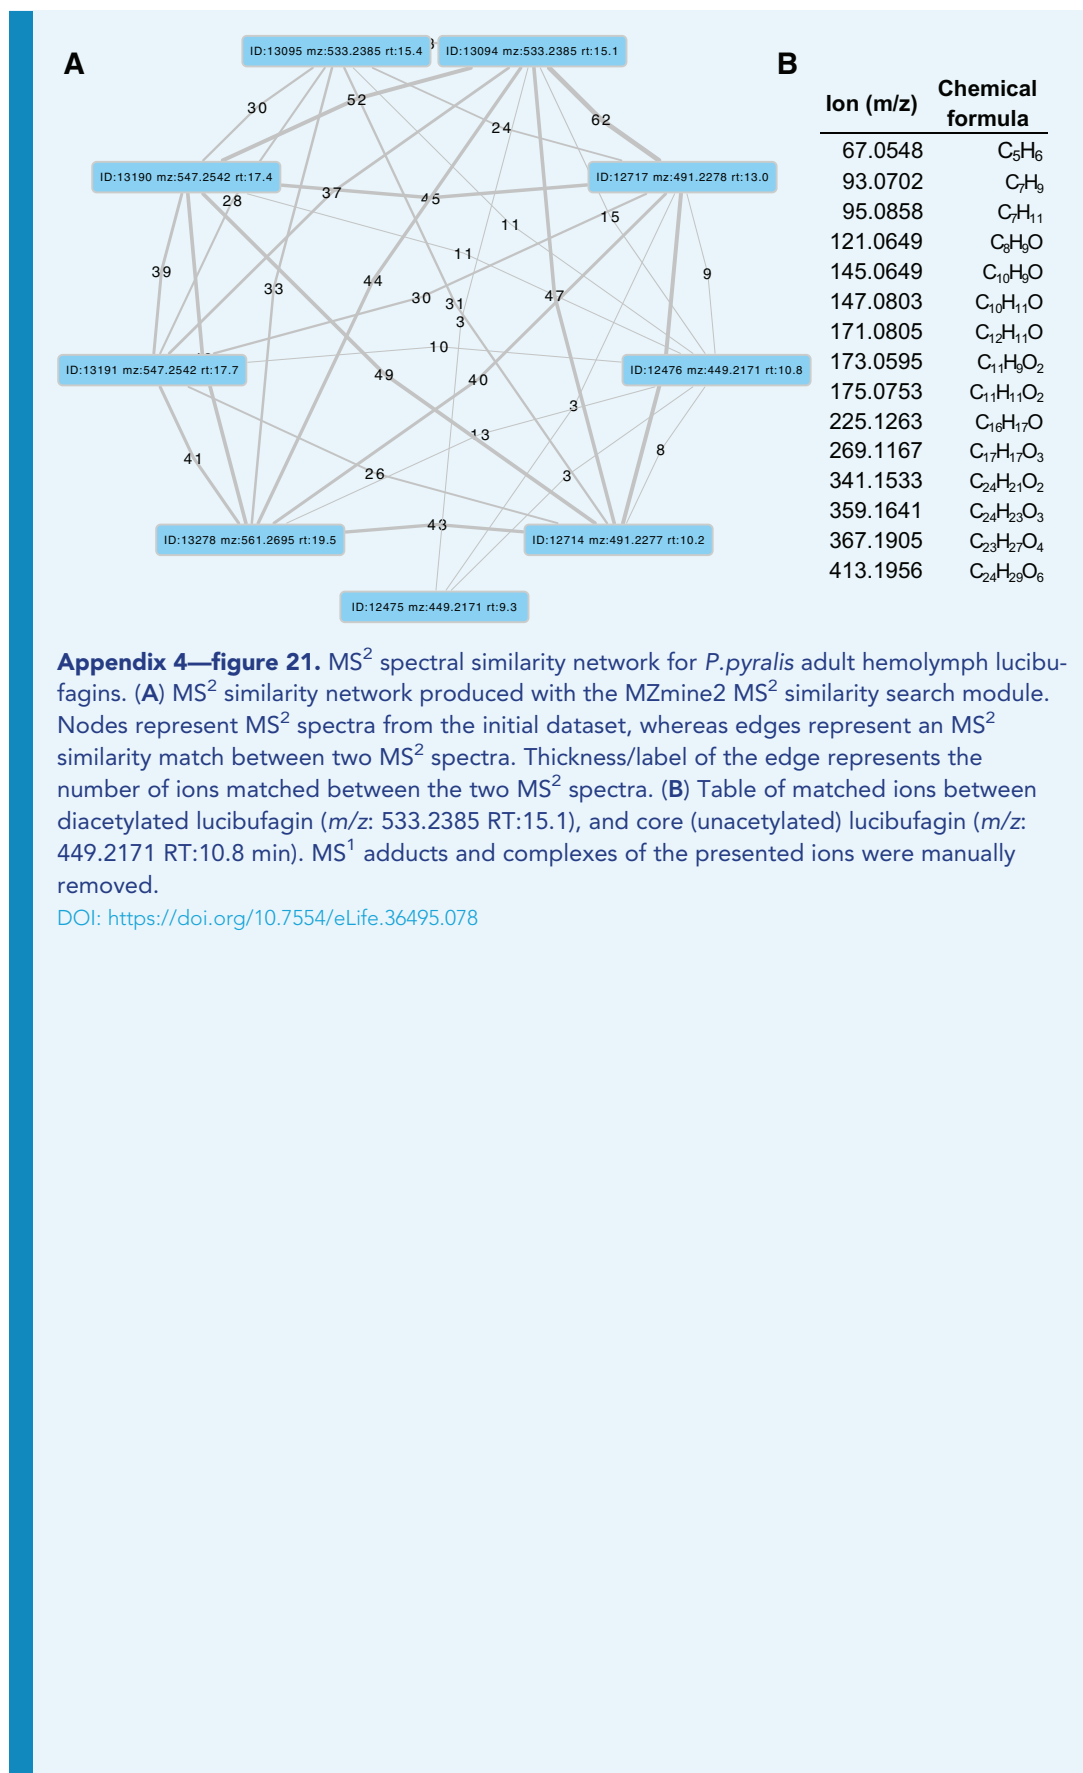 A
B
ID:13095 mz:533.2385 rt:15.4
ID:13094 mz:533.2385 rt:15.1
30
52
24
62
ID:13190 mz:547.2542 rt:17.4
ID:12717 mz:491.2278 rt:13.0
28
37
45
11
15
11
39
33
44
30
31
47
9
3
10
ID:13191 mz:547.2542 rt:17.7
ID:12476 mz:449.2171 rt:10.8
49
40
3
13
41
26
3
8
43
ID:13278 mz:561.2695 rt:19.5
ID:12714 mz:491.2277 rt:10.2
ID:12475 mz:449.2171 rt:9.3
Ion (m/z) Chemical formula
67.0548 C₅H₆
93.0702 C₇H₉
95.0858 C₇H₁₁
121.0649 C₈H₉O
145.0649 C₁₀H₉O
147.0803 C₁₀H₁₁O
171.0805 C₁₂H₁₁O
173.0595 C₁₁H₉O₂
175.0753 C₁₁H₁₁O₂
225.1263 C₁₆H₁₇O
269.1167 C₁₇H₁₇O₃
341.1533 C₂₄H₂₁O₂
359.1641 C₂₄H₂₃O₃
367.1905 C₂₃H₂₇O₄
413.1956 C₂₄H₂₉O₆
Appendix 4—figure 21. MS² spectral similarity network for P.pyralis adult hemolymph lucibu-
fagins. (A) MS² similarity network produced with the MZmine2 MS² similarity search module.
Nodes represent MS² spectra from the initial dataset, whereas edges represent an MS²
similarity match between two MS² spectra. Thickness/label of the edge represents the
number of ions matched between the two MS² spectra. (B) Table of matched ions between
diacetylated lucibufagin (m/z: 533.2385 RT:15.1), and core (unacetylated) lucibufagin (m/z:
449.2171 RT:10.8 min). MS¹ adducts and complexes of the presented ions were manually
removed.
DOI: https://doi.org/10.7554/eLife.36495.078